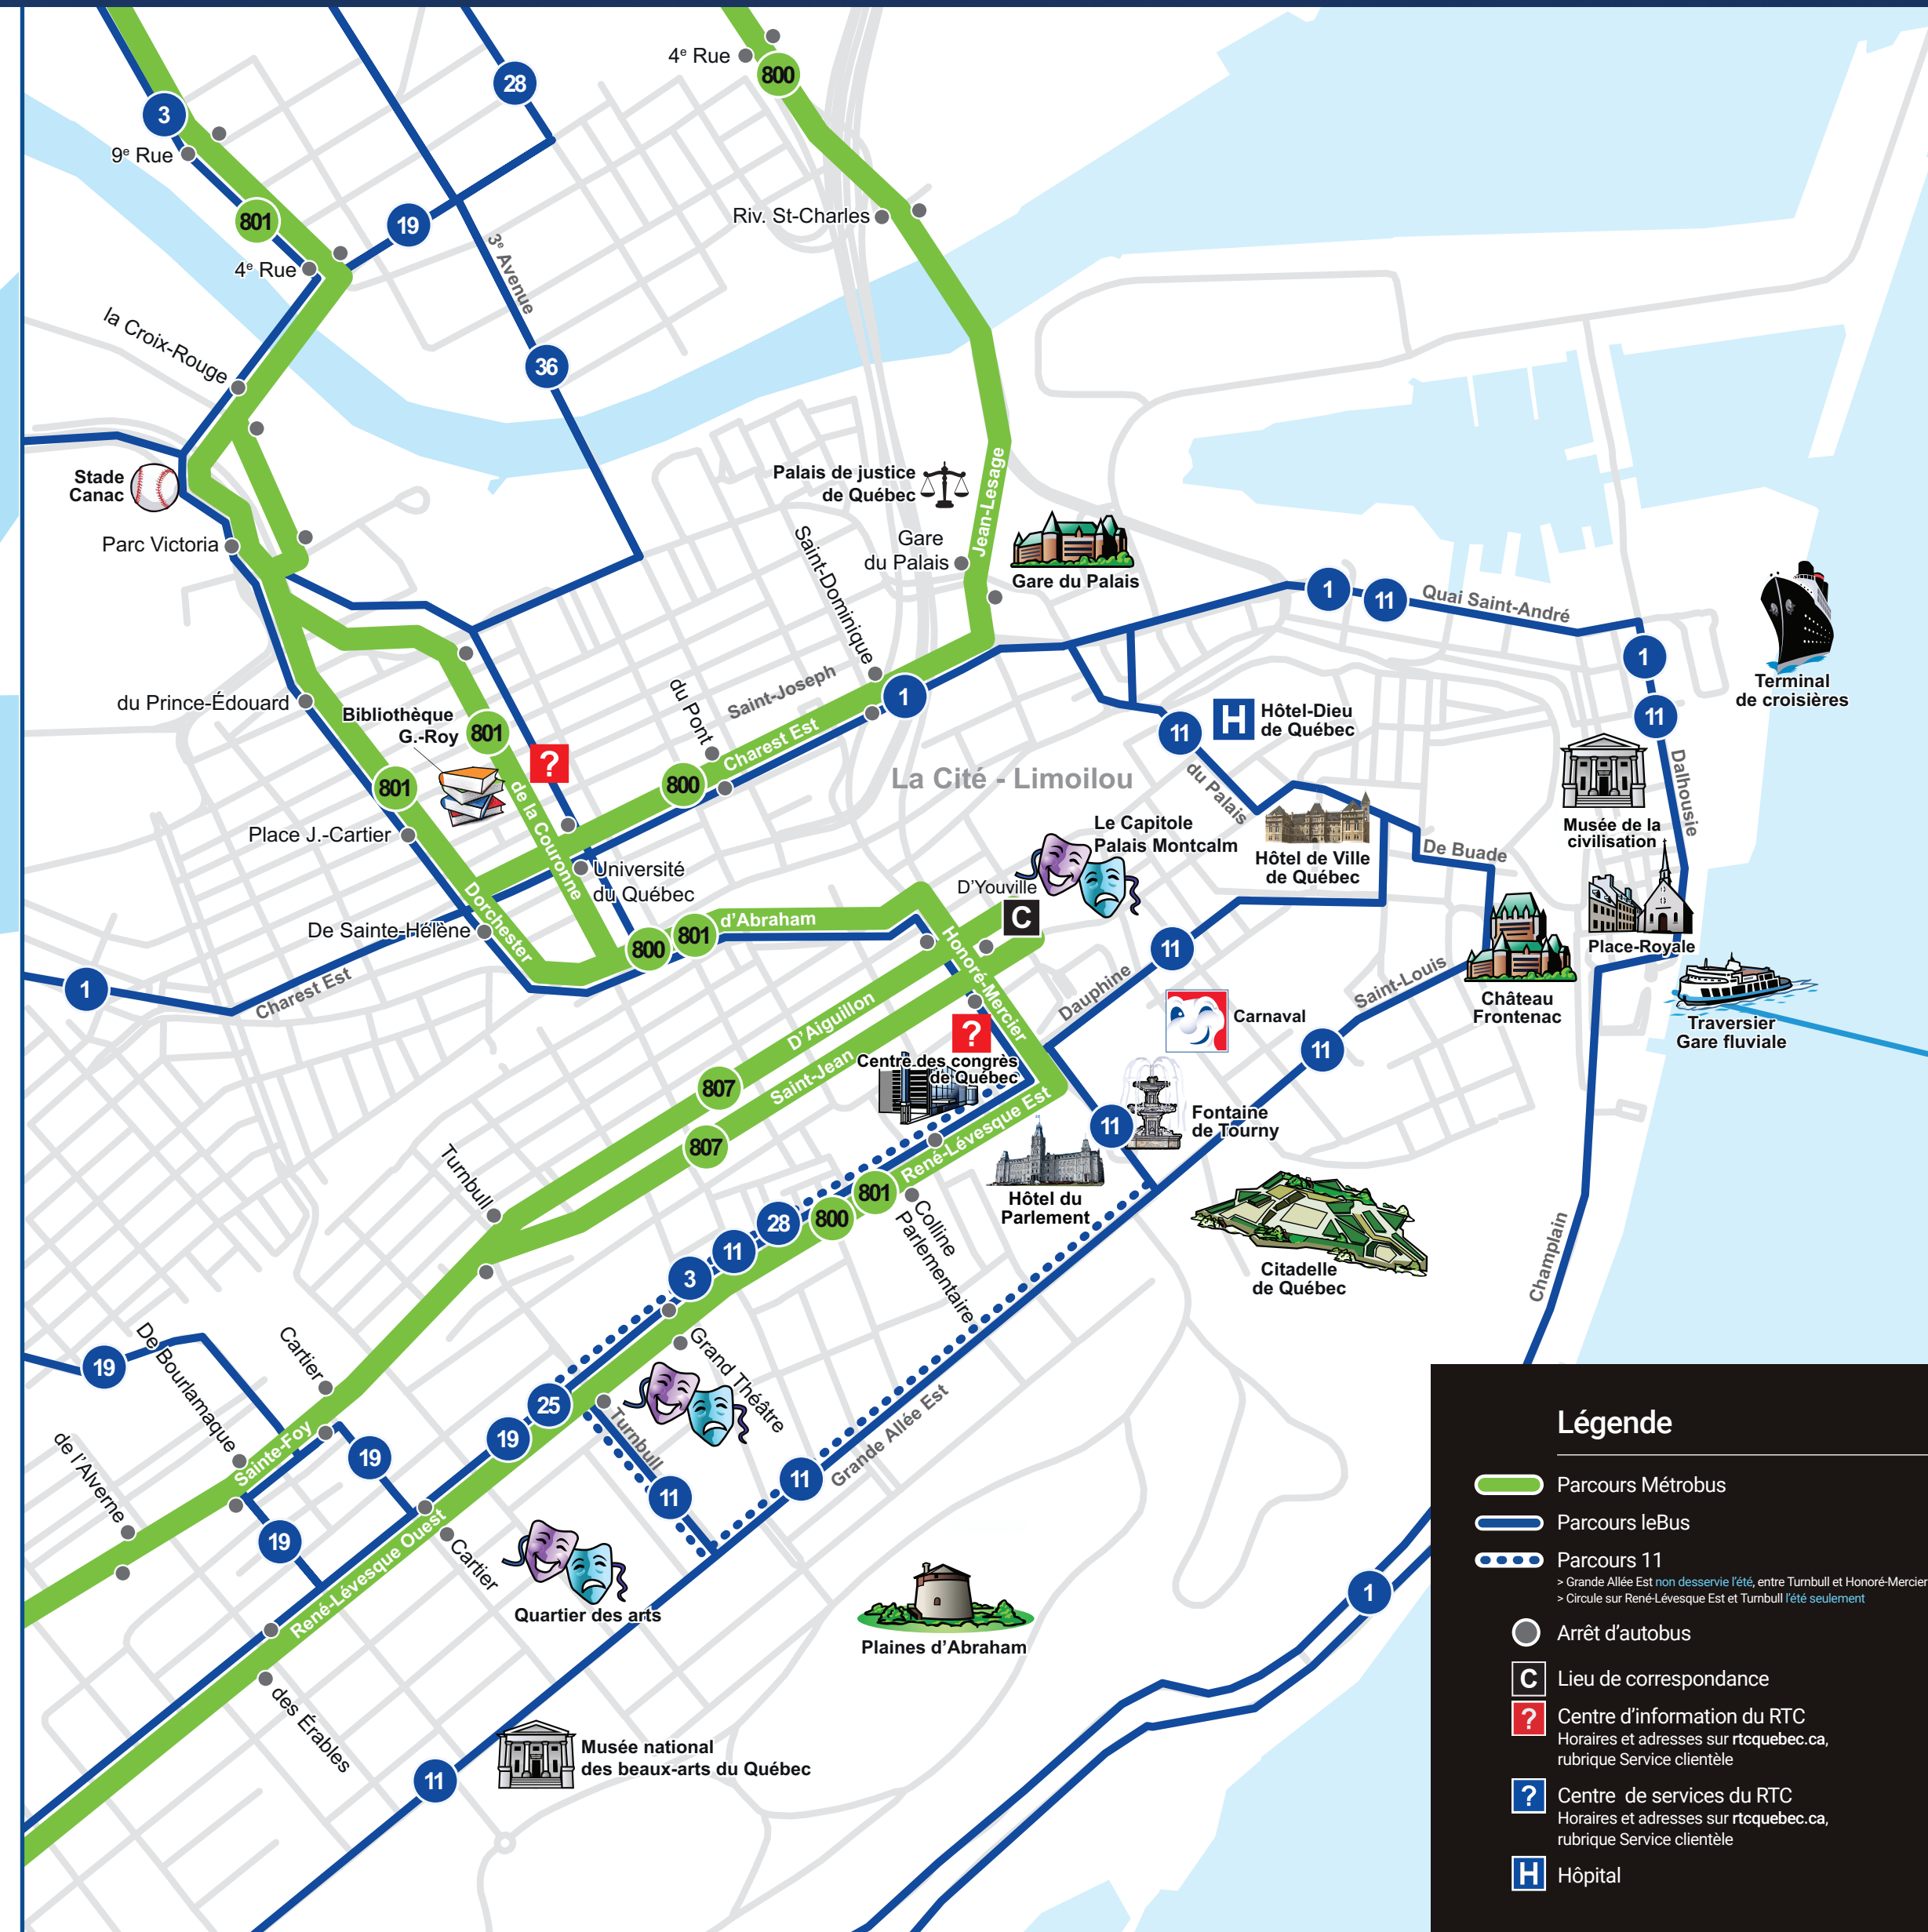 4e Rue
800
28
3
9e Rue
801
19
4e Rue
3e Avenue
Riv. St-Charles
la Croix-Rouge
36
Stade
Canac
Parc Victoria
Palais de justice
de Québec
Jean-Lesage
Gare
du Palais
Gare du Palais
Saint-Dominique
1
11
Quai Saint-André
1
11
Terminal
de croisières
du Prince-Édouard
Bibliothèque
G.-Roy
801
?
du Pont
Saint-Joseph
Charest Est
1
800
801
de la Couronne
La Cité - Limoilou
11
H
Hôtel-Dieu
de Québec
du Palais
Dalhousie
Musée de la
civilisation
Le Capitole
Palais Montcalm
Hôtel de Ville
de Québec
De Buade
Place J.-Cartier
Université
du Québec
D'Youville
C
Place-Royale
De Sainte-Hélène
Dorchester
800
801
d'Abraham
Honoré-Mercier
1
Charest Est
11
Dauphine
Saint-Louis
Château
Frontenac
Traversier
Gare fluviale
Carnaval
11
D'Aiguillon
?
Centre des congrès
de Québec
807
Saint-Jean
807
René-Lévesque Est
11
Fontaine
de Tourny
Hôtel du
Parlement
Turnbull
801
800
28
11
3
Colline
Parlementaire
Citadelle
de Québec
Champlain
19
De Bourlamaque
Cartier
Grand Théâtre
25
19
Turnbull
11
11
Grande Allée Est
de l'Alverne
Sainte-Foy
19
19
René-Lévesque Ouest
Cartier
Quartier des arts
Plaines d'Abraham
1
des Érables
11
Musée national
des beaux-arts du Québec
Légende
Parcours Métrobus
Parcours leBus
Parcours 11
> Grande Allée Est non desservie l'été, entre Turnbull et Honoré-Mercier
> Circule sur René-Lévesque Est et Turnbull l'été seulement
Arrêt d'autobus
C Lieu de correspondance
? Centre d'information du RTC
Horaires et adresses sur rtcquebec.ca,
rubrique Service clientèle
? Centre de services du RTC
Horaires et adresses sur rtcquebec.ca,
rubrique Service clientèle
H Hôpital